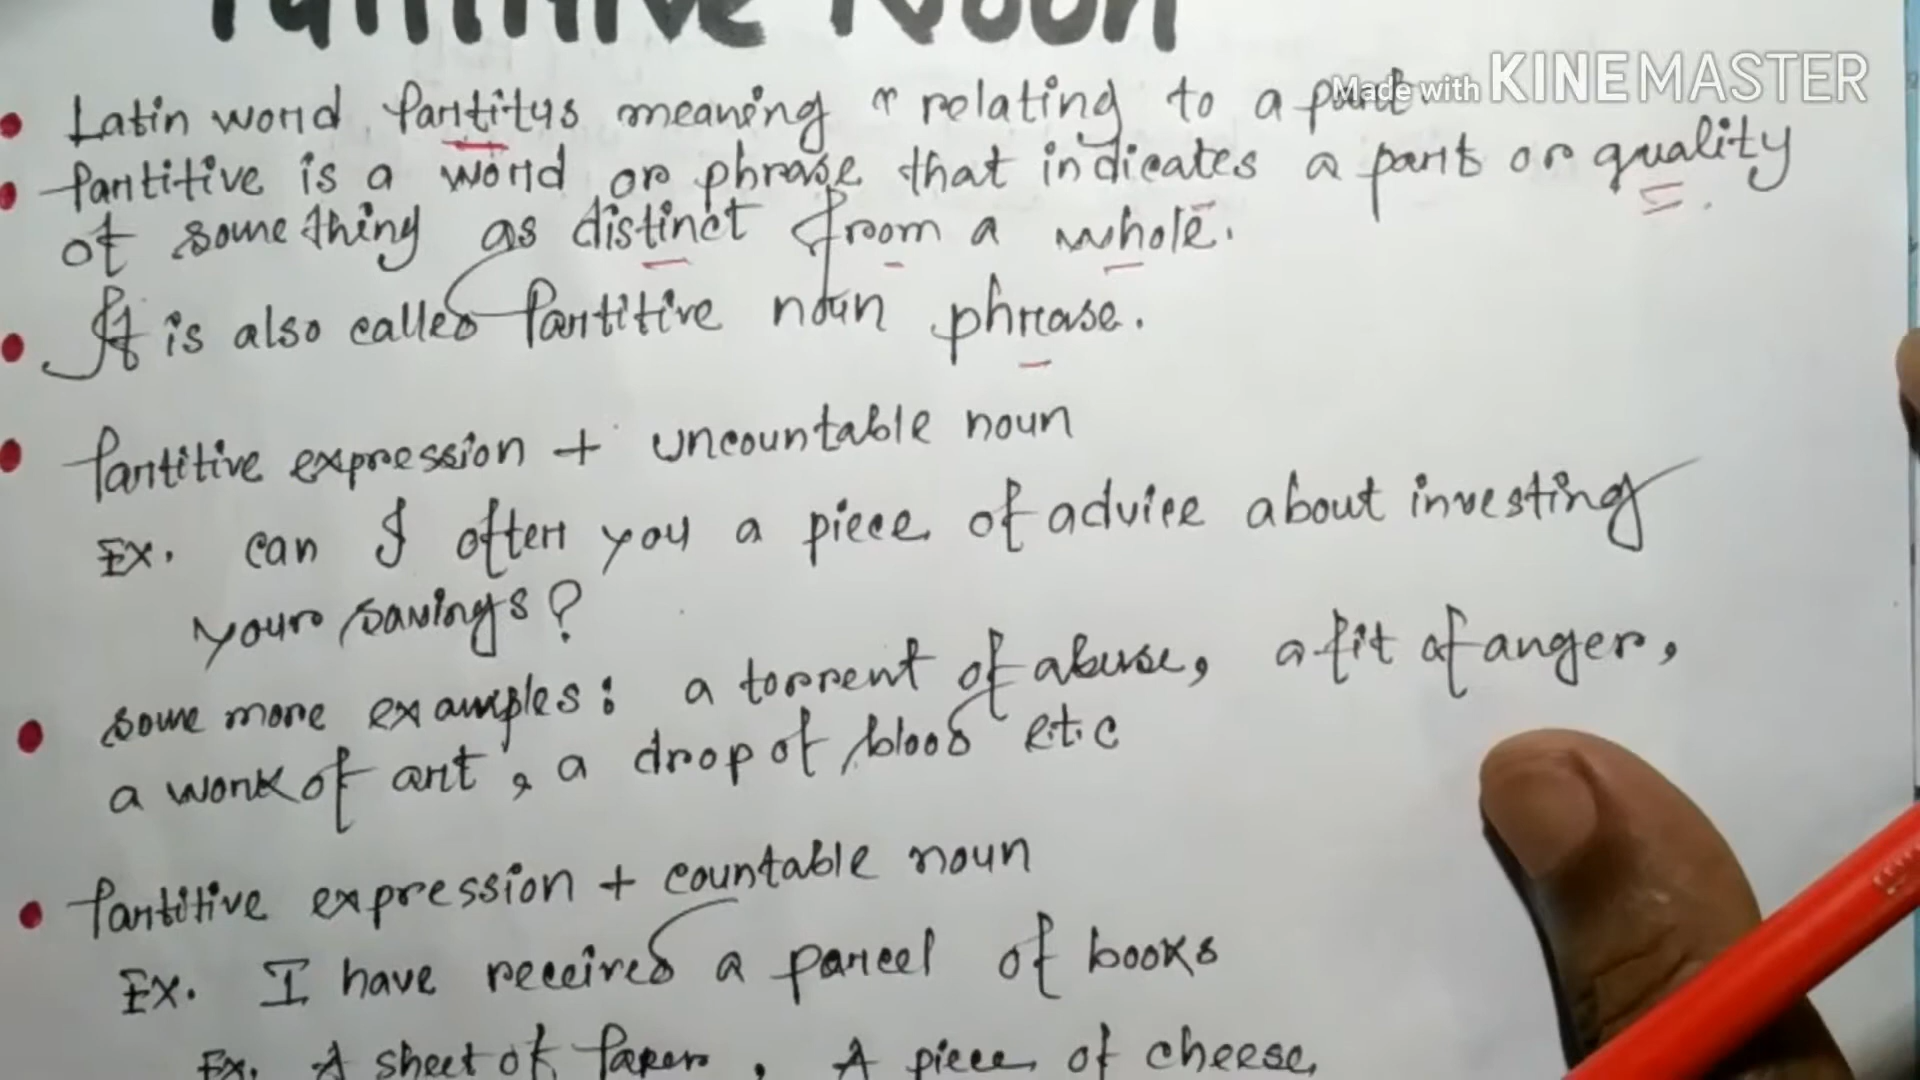 Partitive Noun
Made with KINEMASTER
Latin word Partitus meaning relating to a part.
Partitive is a word or phrase that indicates a part or quality
of something as distinct from a whole.
It is also called Partitive noun phrase.
Partitive expression + uncountable noun
Ex. can I offer you a piece of advice about investing
your savings?
some more examples: a torrent of abuse, a fit of anger,
a work of art, a drop of blood etc
Partitive expression + countable noun
Ex. I have received a parcel of books
Ex. A sheet of Paper, A piece of cheese,